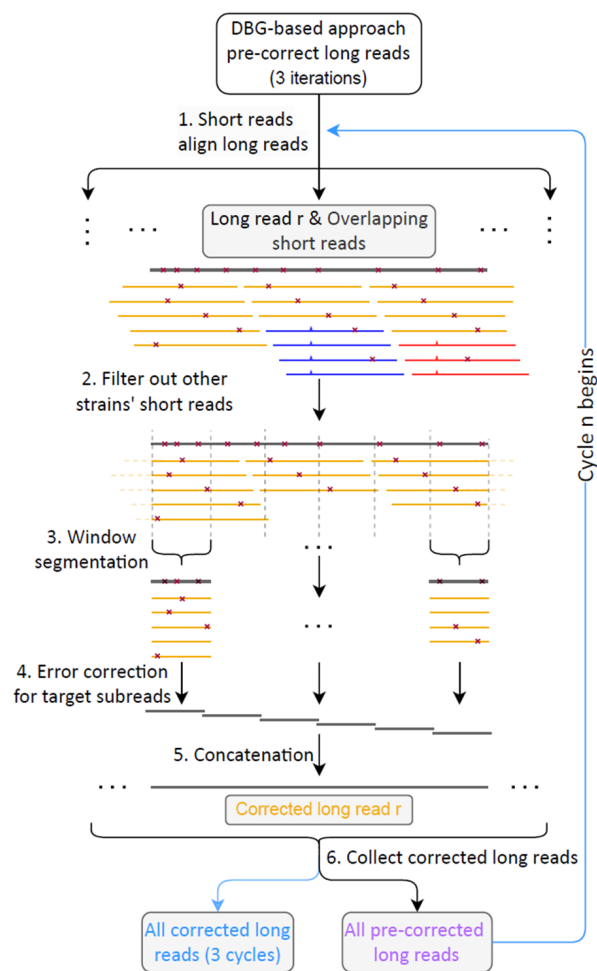 DBG-based approach
pre-correct long reads
(3 iterations)
1. Short reads
align long reads
Long read r & Overlapping
short reads
2. Filter out other
strains' short reads
3. Window
segmentation
4. Error correction
for target subreads
5. Concatenation
Corrected long read r
6. Collect corrected long reads
All corrected long
reads (3 cycles)
All pre-corrected
long reads
Cycle n begins